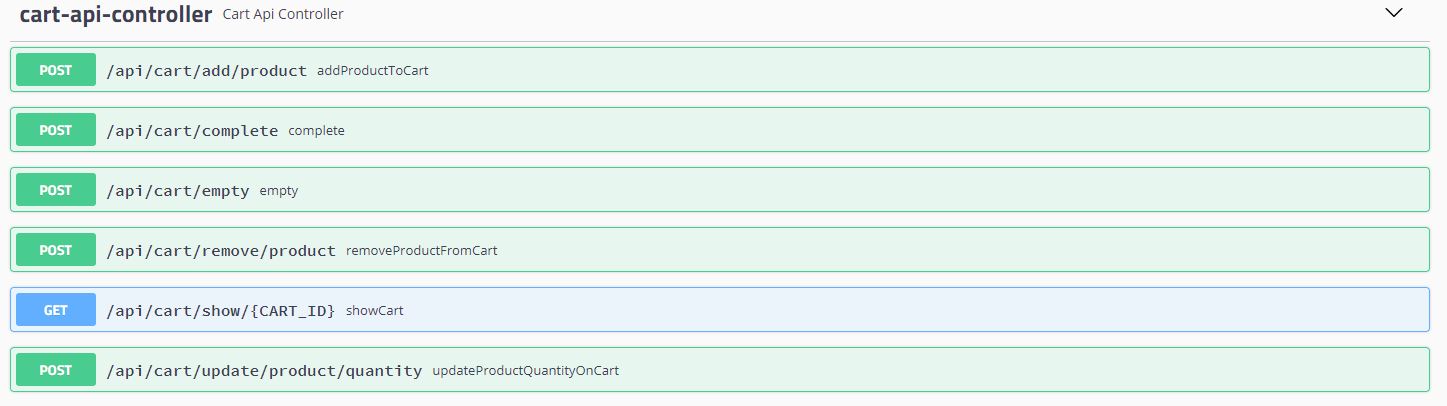 cart-api-controller Cart Api Controller
POST /api/cart/add/product addProductToCart
POST /api/cart/complete complete
POST /api/cart/empty empty
POST /api/cart/remove/product removeProductFromCart
GET /api/cart/show/{CART_ID} showCart
POST /api/cart/update/product/quantity updateProductQuantityOnCart